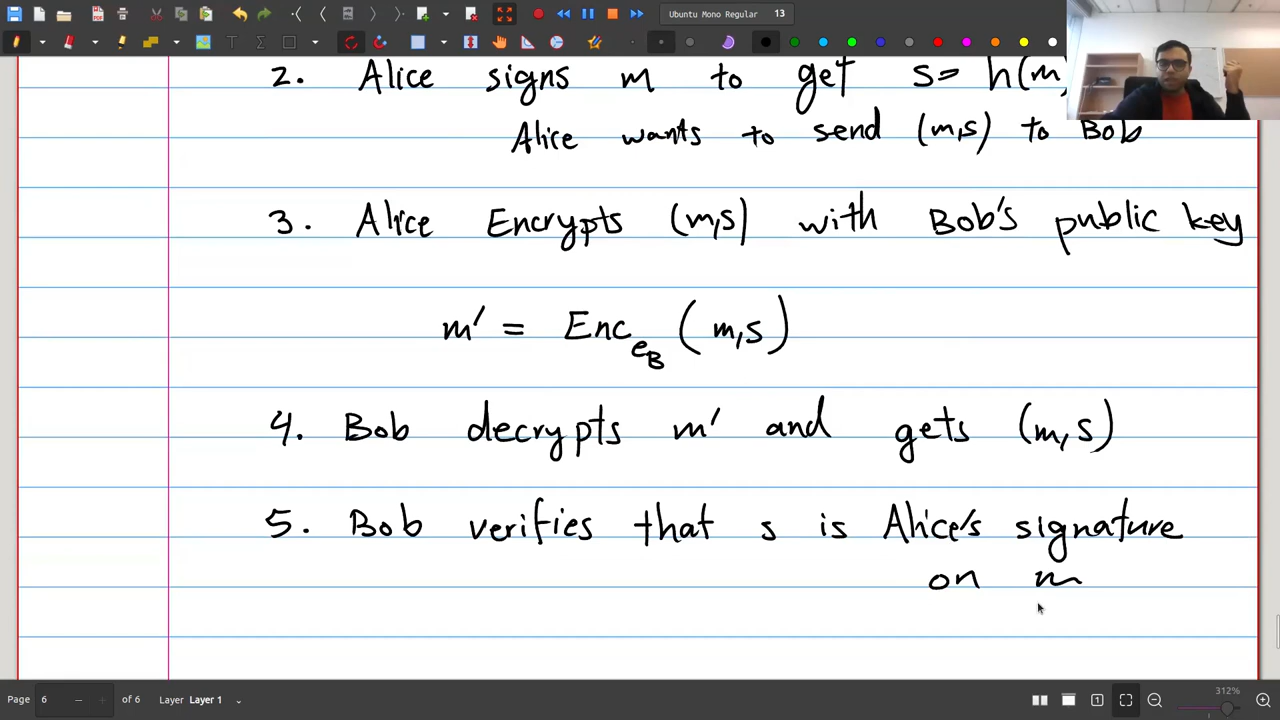 Ubuntu Mono Regular 13
2. Alice signs m to get s= h(m,
Alice wants to send (m,s) to Bob
3. Alice Encrypts (m,s) with Bob's public key
m' = Enc e_B (m,s)
4. Bob decrypts m' and gets (m,s)
5. Bob verifies that s is Alice's signature
on m
Page 6 of 6 Layer Layer 1 312%